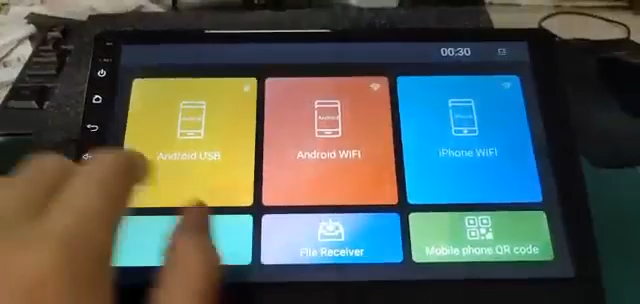 00:30
Android USB
Android WIFI
iPhone WIFI
File Receiver
Mobile phone QR code